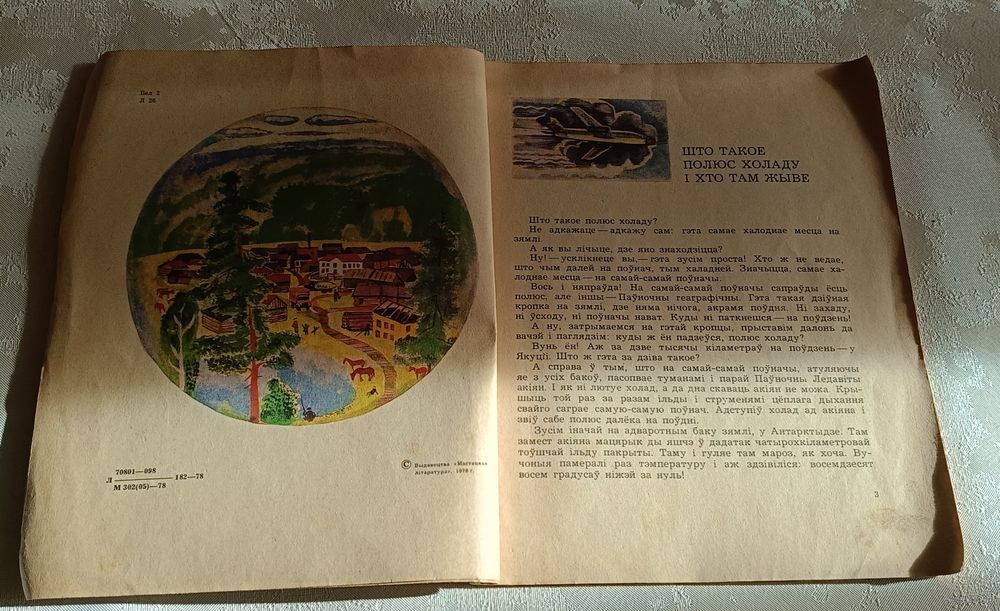 Бел 2
Л 26
70801—098
Л ———— 182—78
М 302(05)—78
© Выдавецтва «Мастацкая
літаратура», 1978 г.
ШТО ТАКОЕ
ПОЛЮС ХОЛАДУ
І ХТО ТАМ ЖЫВЕ
Што такое полюс холаду?
Не адкажаце — адкажу сам: гэта самае халоднае месца на
зямлі.
А як вы лічыце, дзе яно знаходзіцца?
Ну! — усклікнеце вы, — гэта зусім проста! Хто ж не ведае,
што чым далей на поўнач, тым халадней. Значыцца, самае ха-
лоднае месца — на самай-самай поўначы.
Вось і няпраўда! На самай-самай поўначы сапраўды ёсць
полюс, але іншы — Паўночны геаграфічны. Гэта такая дзіўная
кропка на зямлі, дзе няма нічога, акрамя поўдня. Ні захаду,
ні ўсходу, ні поўначы нават. Куды ні паткнешся — на поўдзень!
А ну, затрымаемся на гэтай кропцы, прыставім далонь да
вачэй і паглядзім: куды ж ён падзеўся, полюс холаду?
Вунь ён! Аж за дзве тысячы кіламетраў на поўдзень — у
Якуціі. Што ж гэта за дзіва такое?
А справа ў тым, што на самай-самай поўначы, атуляючы
яе з усіх бакоў, пасопвае туманамі і парай Паўночны Ледавіты
акіян. І як ні лютуе холад, а да дна скаваць акіян не можа. Кры-
шыць той раз за разам ільды і струменямі цёплага дыхання
свайго саграе самую-самую поўнач. Адступіў холад ад акіяна і
звіў сабе полюс далёка на поўдні.
Зусім іначай на адваротным баку зямлі, у Антарктыдзе. Там
замест акіяна мацярык ды яшчэ ў дадатак чатырохкіламетровай
тоўшчай ільду пакрыты. Таму і гуляе там мароз, як хоча. Ву-
чоныя памералі раз тэмпературу і аж здзівіліся: восемдзесят
восем градусаў ніжэй за нуль!
3